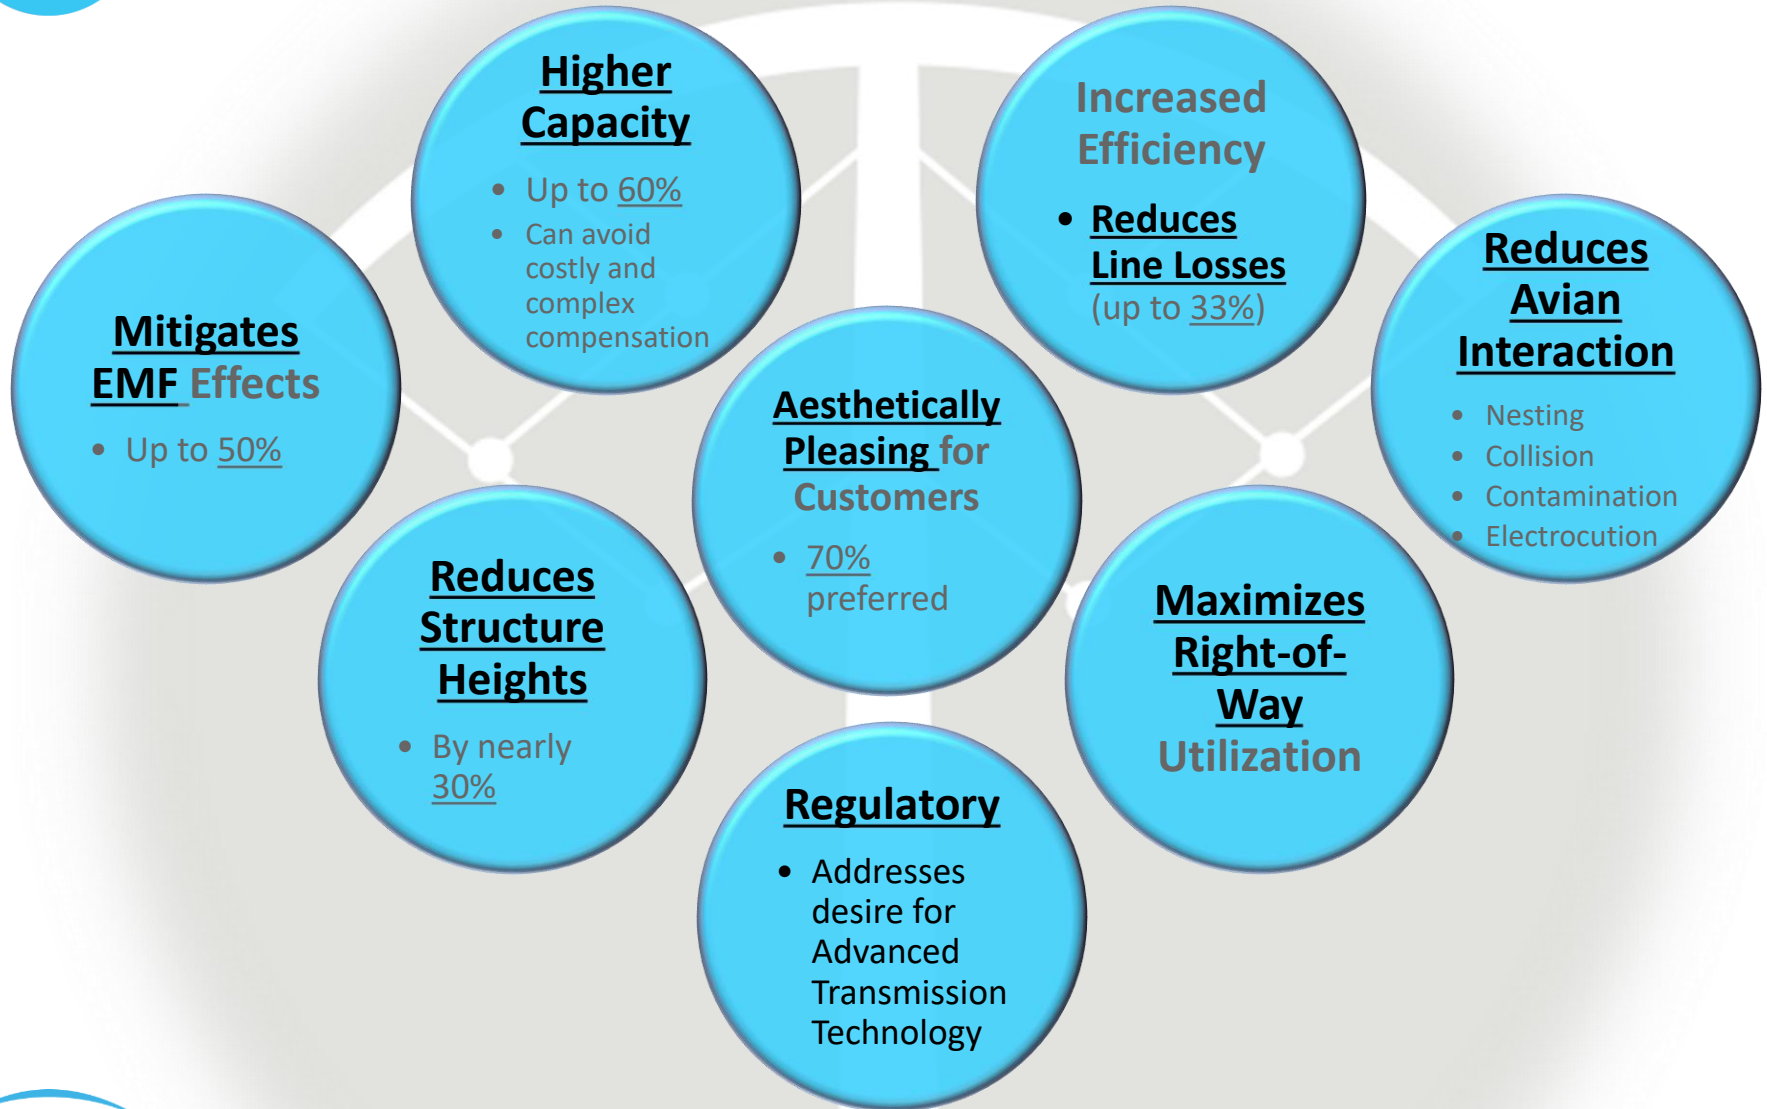 Higher
Capacity
• Up to 60%
• Can avoid
costly and
complex
compensation
Increased
Efficiency
• Reduces
Line Losses
(up to 33%)
Mitigates
EMF Effects
• Up to 50%
Reduces
Avian
Interaction
• Nesting
• Collision
• Contamination
• Electrocution
Aesthetically
Pleasing for
Customers
• 70%
preferred
Reduces
Structure
Heights
• By nearly
30%
Maximizes
Right-of-
Way
Utilization
Regulatory
• Addresses
desire for
Advanced
Transmission
Technology